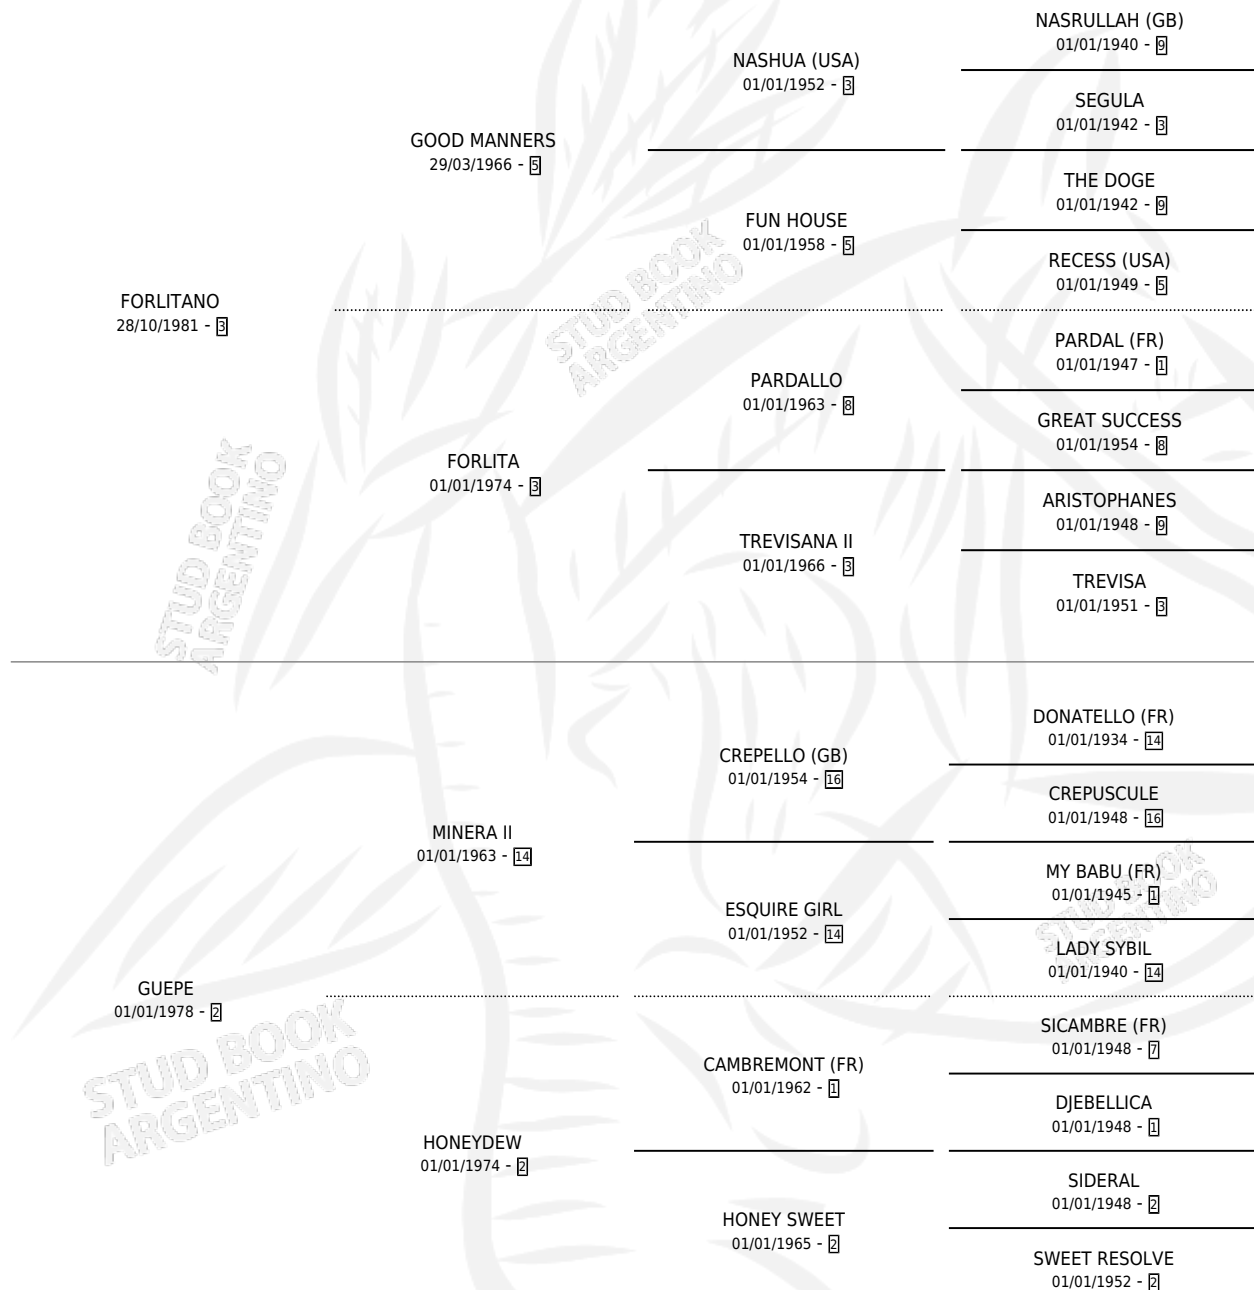 NASRULLAH (GB)
01/01/1940 - 9
NASHUA (USA)
01/01/1952 - 3
SEGULA
01/01/1942 - 3
GOOD MANNERS
29/03/1966 - 5
THE DOGE
01/01/1942 - 9
FUN HOUSE
01/01/1958 - 5
RECESS (USA)
01/01/1949 - 5
FORLITANO
28/10/1981 - 3
PARDAL (FR)
01/01/1947 - 1
PARDALLO
01/01/1963 - 8
GREAT SUCCESS
01/01/1954 - 8
FORLITA
01/01/1974 - 3
ARISTOPHANES
01/01/1948 - 9
TREVISANA II
01/01/1966 - 3
TREVISA
01/01/1951 - 3
DONATELLO (FR)
01/01/1934 - 14
CREPELLO (GB)
01/01/1954 - 16
CREPUSCULE
01/01/1948 - 16
MINERA II
01/01/1963 - 14
MY BABU (FR)
01/01/1945 - 1
ESQUIRE GIRL
01/01/1952 - 14
LADY SYBIL
01/01/1940 - 14
GUEPE
01/01/1978 - 2
SICAMBRE (FR)
01/01/1948 - 7
CAMBREMONT (FR)
01/01/1962 - 1
DJEBELLICA
01/01/1948 - 1
HONEYDEW
01/01/1974 - 2
SIDERAL
01/01/1948 - 2
HONEY SWEET
01/01/1965 - 2
SWEET RESOLVE
01/01/1952 - 2
STUD BOOK
ARGENTINO
STUD BOOK
ARGENTINO
STUD BOOK
ARGENTINO
STUD BOOK
ARGENTINO